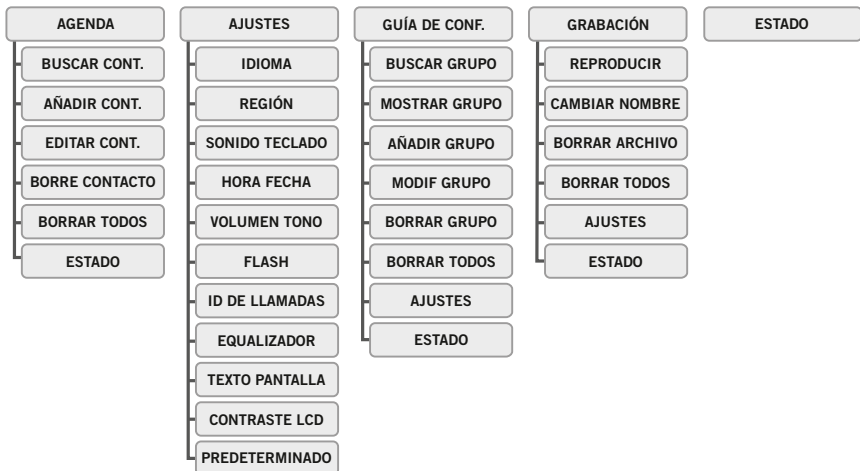 AGENDA
BUSCAR CONT.
AÑADIR CONT.
EDITAR CONT.
BORRE CONTACTO
BORRAR TODOS
ESTADO
AJUSTES
IDIOMA
REGIÓN
SONIDO TECLADO
HORA FECHA
VOLUMEN TONO
FLASH
ID DE LLAMADAS
EQUALIZADOR
TEXTO PANTALLA
CONTRASTE LCD
PREDETERMINADO
GUÍA DE CONF.
BUSCAR GRUPO
MOSTRAR GRUPO
AÑADIR GRUPO
MODIF GRUPO
BORRAR GRUPO
BORRAR TODOS
AJUSTES
ESTADO
GRABACIÓN
REPRODUCIR
CAMBIAR NOMBRE
BORRAR ARCHIVO
BORRAR TODOS
AJUSTES
ESTADO
ESTADO